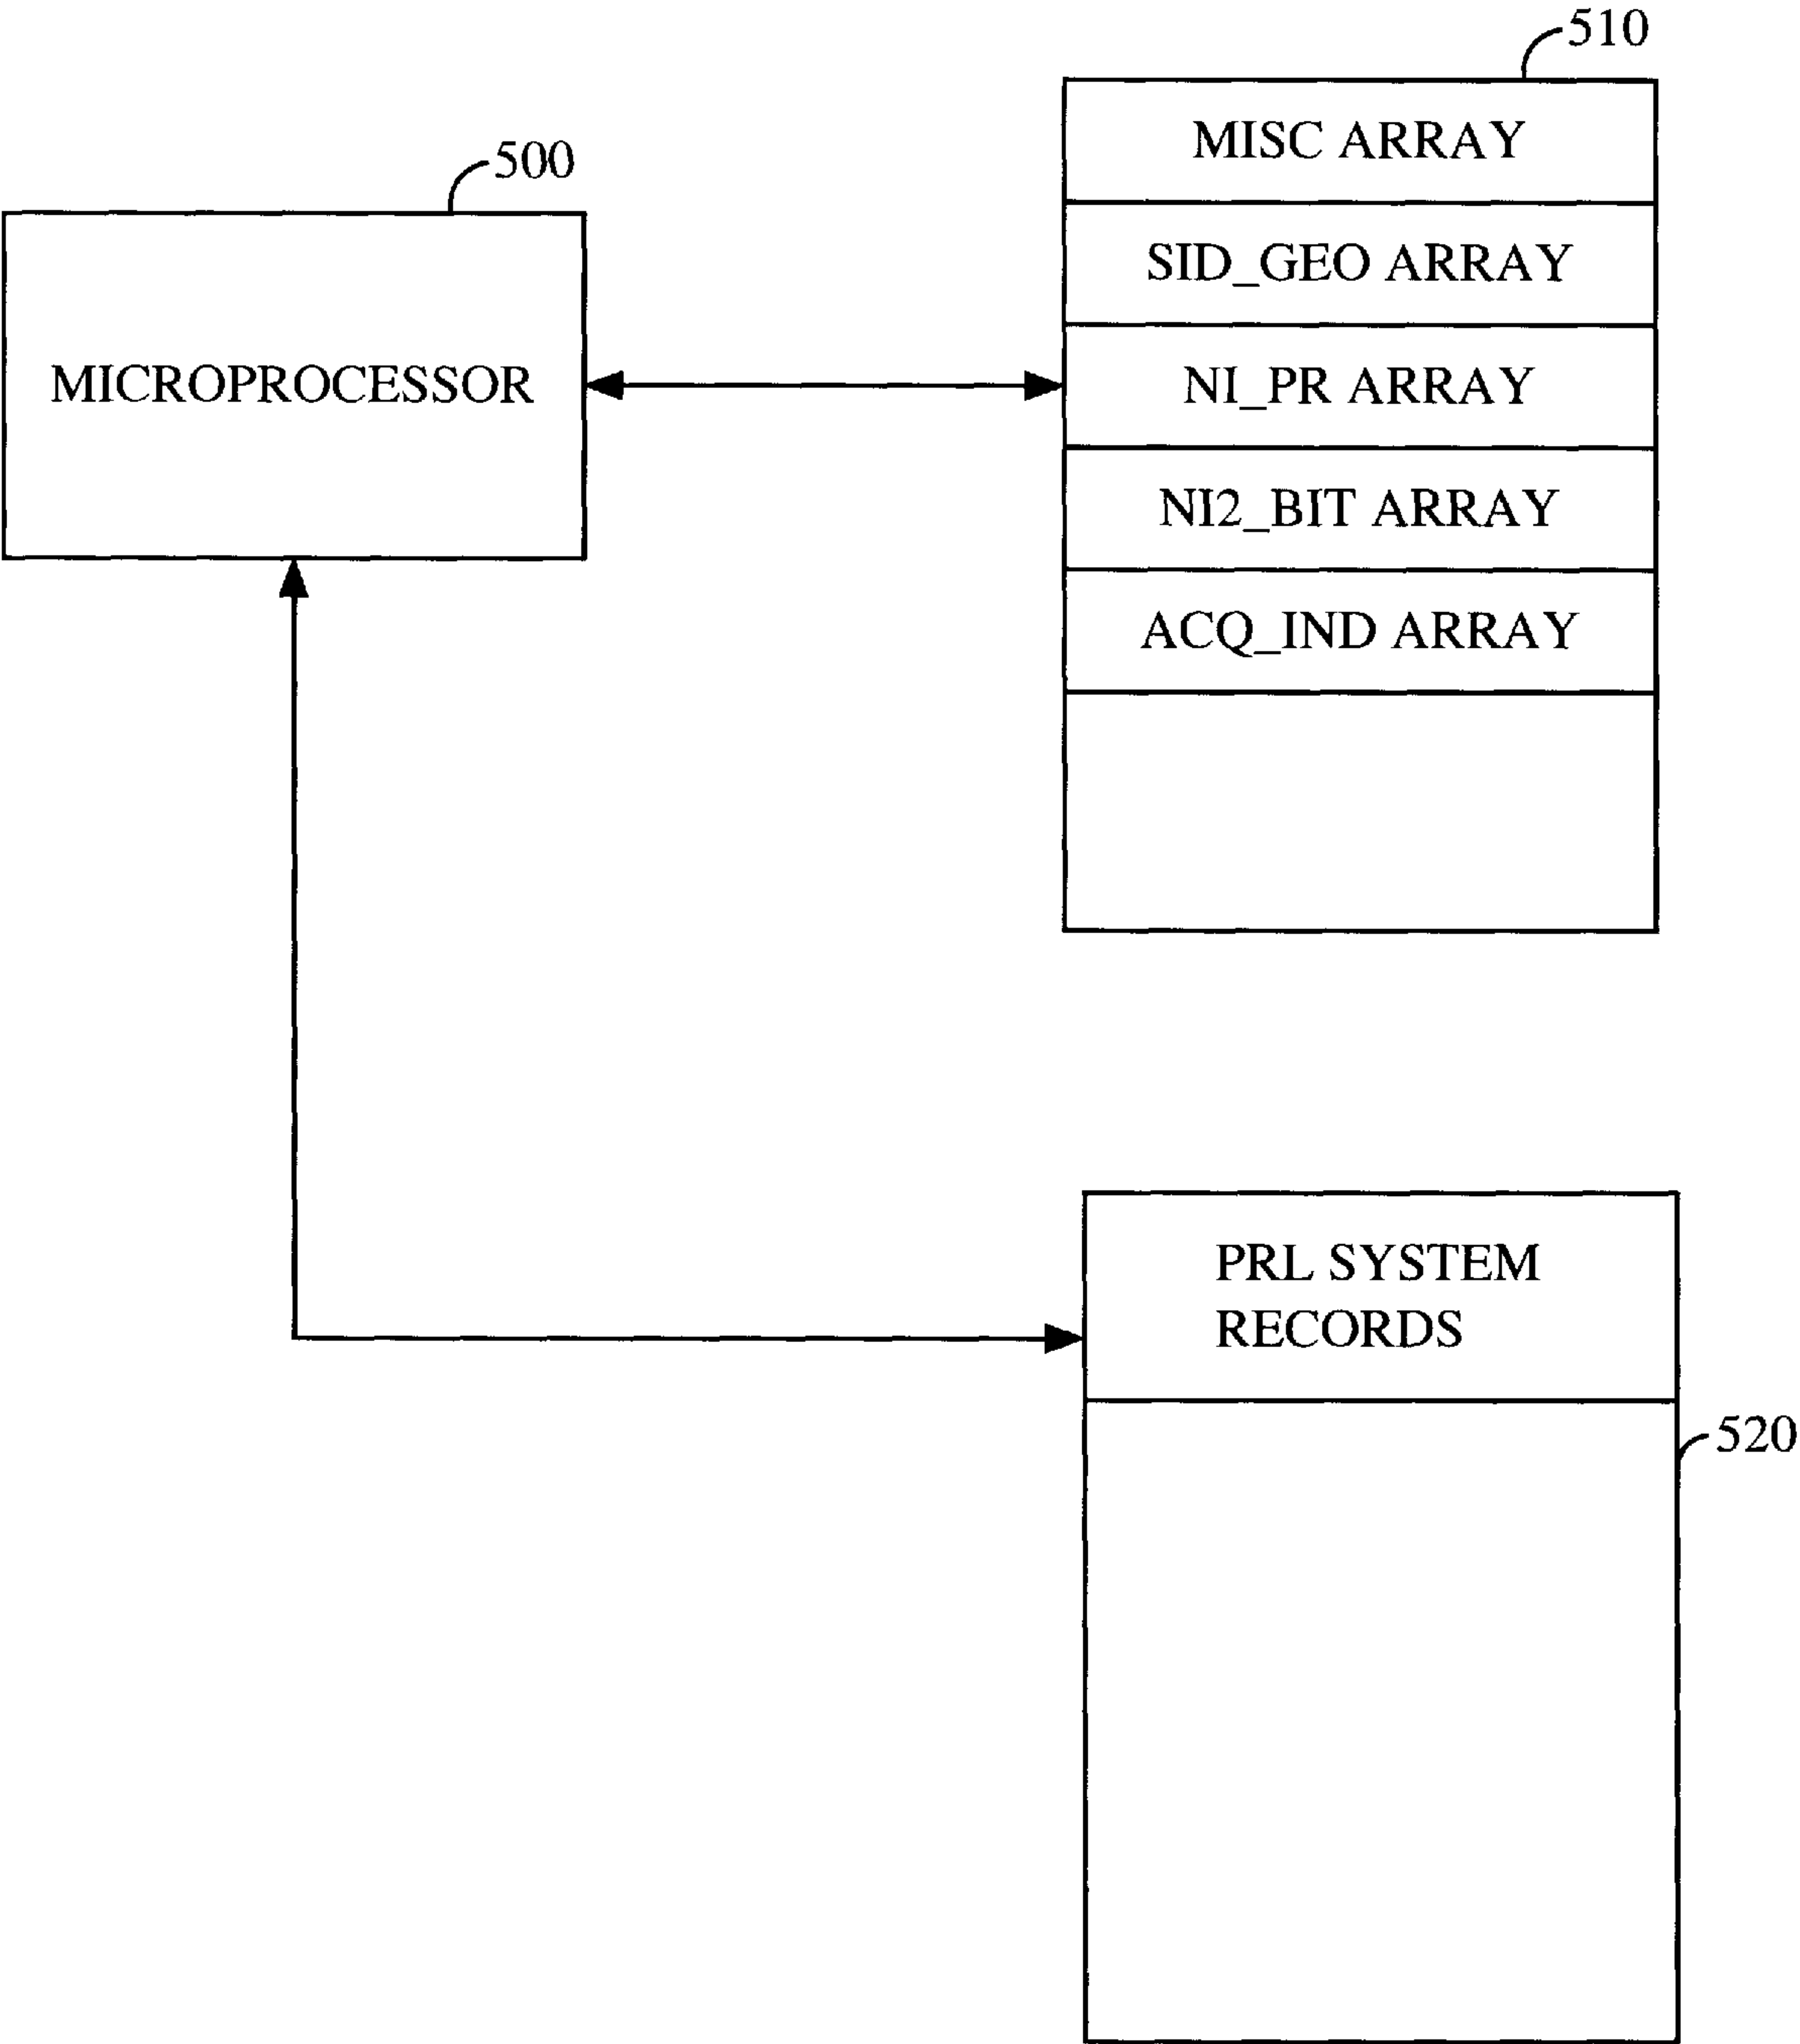 510
MISC ARRAY
500
SID_GEO ARRAY
MICROPROCESSOR
NI_PR ARRAY
NI2_BIT ARRAY
ACQ_IND ARRAY
PRL SYSTEM
RECORDS
520